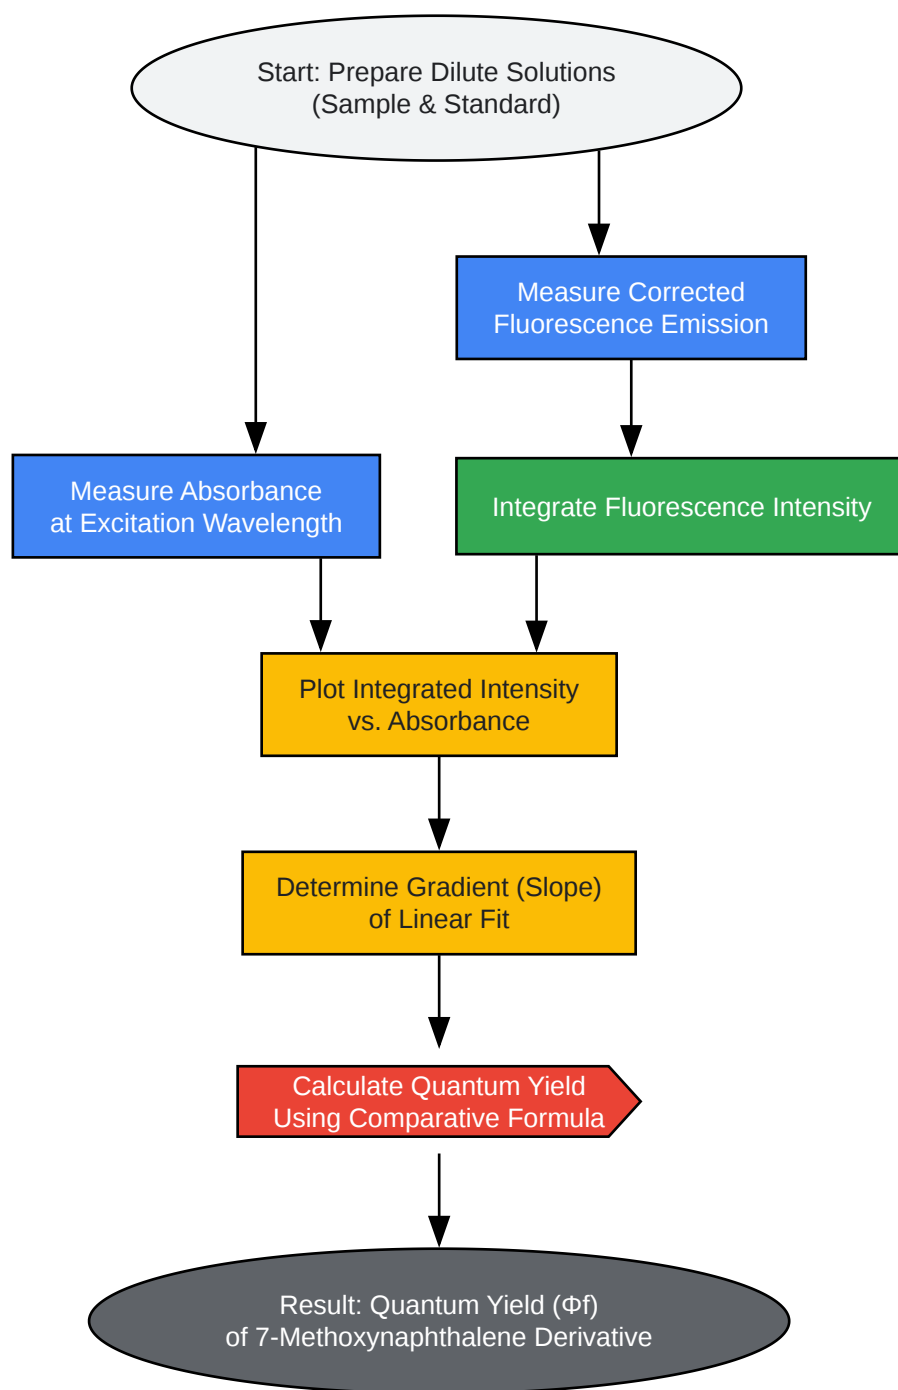 Start: Prepare Dilute Solutions
(Sample & Standard)
Measure Corrected
Fluorescence Emission
Measure Absorbance
at Excitation Wavelength
Integrate Fluorescence Intensity
Plot Integrated Intensity
vs. Absorbance
Determine Gradient (Slope)
of Linear Fit
Calculate Quantum Yield
Using Comparative Formula
Result: Quantum Yield (Φf)
of 7-Methoxynaphthalene Derivative